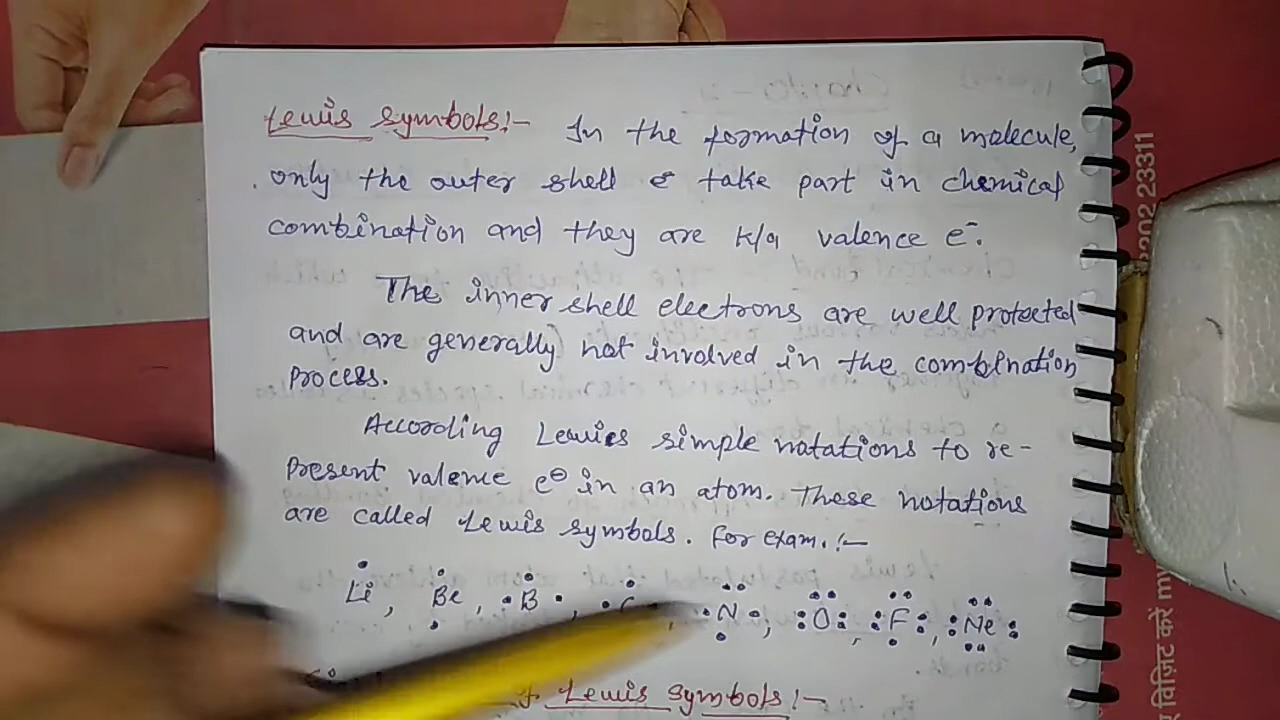 Lewis Symbols:- In the formation of a molecule,
only the outer shell e⁻ take part in chemical
combination and they are k/a valence e⁻.
The inner shell electrons are well protected
and are generally not involved in the combination
Process.
According Lewis simple notations to re-
present valence e⊖ in an atom. These notations
are called Lewis symbols. For exam.:-
Li, Be, B, C, N, O, F, Ne
Lewis Symbols:-
202 23311
विज़िट करें